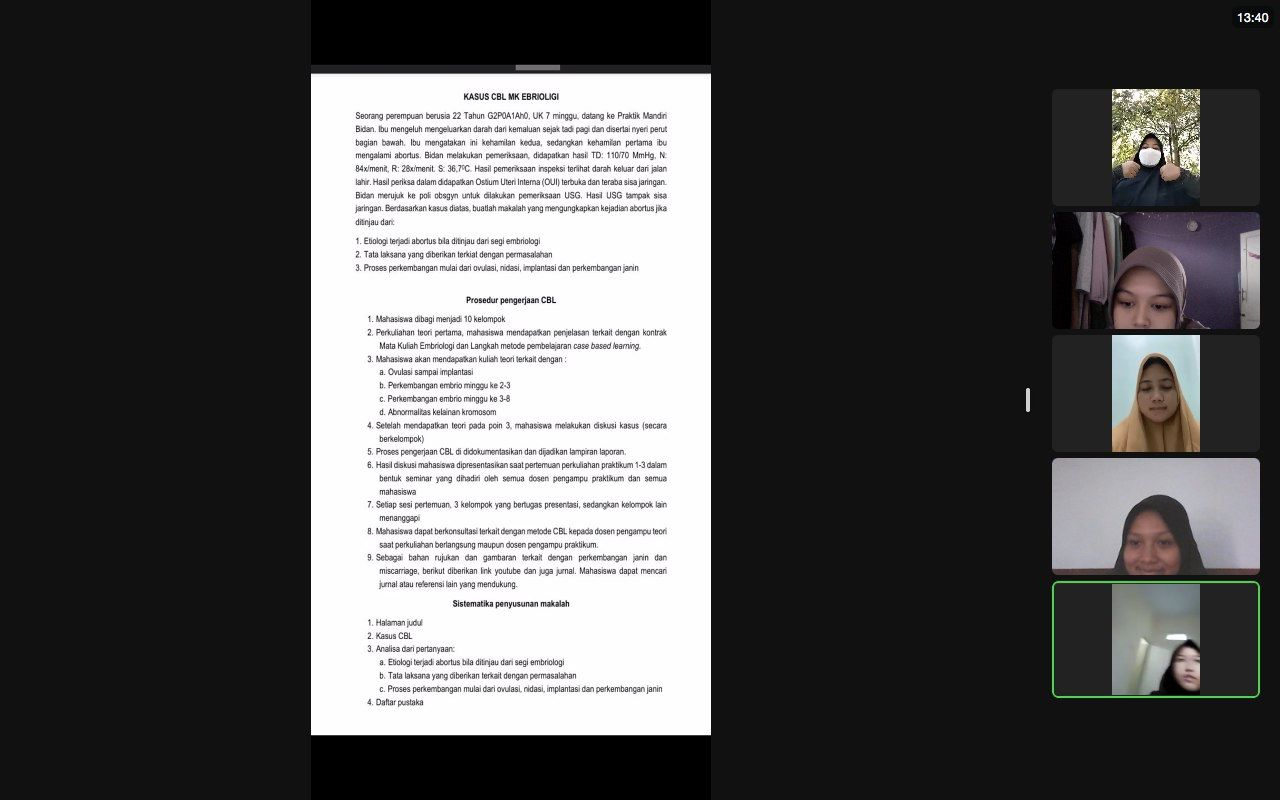 13:40
KASUS CBL MK EBRIOLIGI
Seorang perempuan berusia 22 Tahun G2P0A1Ah0, UK 7 minggu, datang ke Praktik Mandiri
Bidan. Ibu mengeluh mengeluarkan darah dari kemaluan sejak tadi pagi dan disertai nyeri perut
bagian bawah. Ibu mengatakan ini kehamilan kedua, sedangkan kehamilan pertama ibu
mengalami abortus. Bidan melakukan pemeriksaan, didapatkan hasil TD: 110/70 MmHg, N:
84x/menit, R: 28x/menit. S: 36,7⁰C. Hasil pemeriksaan inspeksi terlihat darah keluar dari jalan
lahir. Hasil periksa dalam didapatkan Ostium Uteri Interna (OUI) terbuka dan teraba sisa jaringan.
Bidan merujuk ke poli obsgyn untuk dilakukan pemeriksaan USG. Hasil USG tampak sisa
jaringan. Berdasarkan kasus diatas, buatlah makalah yang mengungkapkan kejadian abortus jika
ditinjau dari:
1. Etiologi terjadi abortus bila ditinjau dari segi embriologi
2. Tata laksana yang diberikan terkiat dengan permasalahan
3. Proses perkembangan mulai dari ovulasi, nidasi, implantasi dan perkembangan janin
Prosedur pengerjaan CBL
1. Mahasiswa dibagi menjadi 10 kelompok
2. Perkuliahan teori pertama, mahasiswa mendapatkan penjelasan terkait dengan kontrak
Mata Kuliah Embriologi dan Langkah metode pembelajaran case based learning.
3. Mahasiswa akan mendapatkan kuliah teori terkait dengan :
a. Ovulasi sampai implantasi
b. Perkembangan embrio minggu ke 2-3
c. Perkembangan embrio minggu ke 3-8
d. Abnormalitas kelainan kromosom
4. Setelah mendapatkan teori pada poin 3, mahasiswa melakukan diskusi kasus (secara
berkelompok)
5. Proses pengerjaan CBL di didokumentasikan dan dijadikan lampiran laporan.
6. Hasil diskusi mahasiswa dipresentasikan saat pertemuan perkuliahan praktikum 1-3 dalam
bentuk seminar yang dihadiri oleh semua dosen pengampu praktikum dan semua
mahasiswa
7. Setiap sesi pertemuan, 3 kelompok yang bertugas presentasi, sedangkan kelompok lain
menanggapi
8. Mahasiswa dapat berkonsultasi terkait dengan metode CBL kepada dosen pengampu teori
saat perkuliahan berlangsung maupun dosen pengampu praktikum.
9. Sebagai bahan rujukan dan gambaran terkait dengan perkembangan janin dan
miscarriage, berikut diberikan link youtube dan juga jurnal. Mahasiswa dapat mencari
jurnal atau referensi lain yang mendukung.
Sistematika penyusunan makalah
1. Halaman judul
2. Kasus CBL
3. Analisa dari pertanyaan:
a. Etiologi terjadi abortus bila ditinjau dari segi embriologi
b. Tata laksana yang diberikan terkait dengan permasalahan
c. Proses perkembangan mulai dari ovulasi, nidasi, implantasi dan perkembangan janin
4. Daftar pustaka